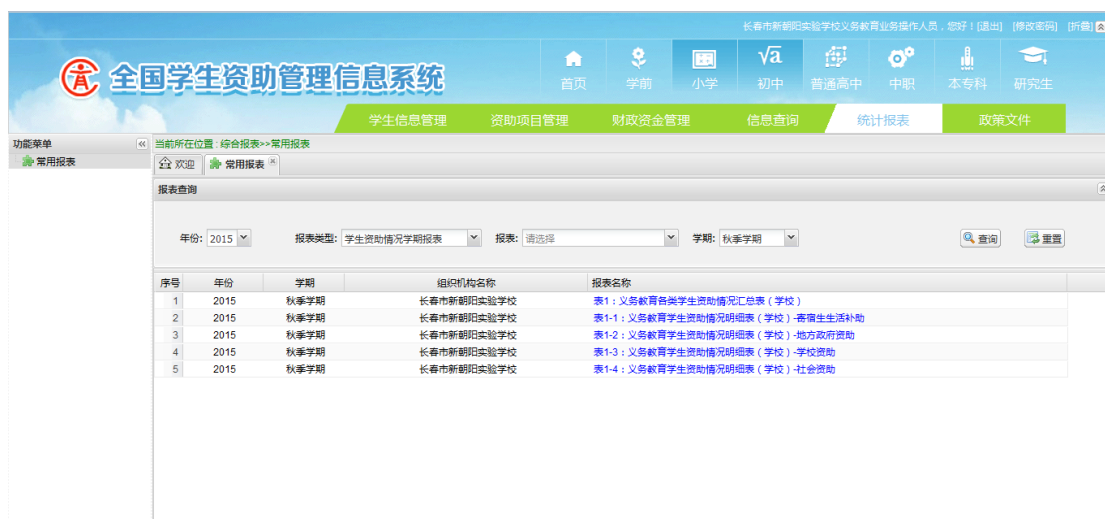 长春市新朝阳实验学校义务教育业务操作人员，您好！[退出] [修改密码] [折叠]
全国学生资助管理信息系统
首页 学前 小学 初中 普通高中 中职 本专科 研究生
学生信息管理 资助项目管理 财政资金管理 信息查询 统计报表 政策文件
功能菜单 当前所在位置：综合报表>>常用报表
常用报表 欢迎 常用报表
报表查询
年份: 2015 报表类型: 学生资助情况学期报表 报表: 请选择 学期: 秋季学期 查询 重置
序号 年份 学期 组织机构名称 报表名称
1 2015 秋季学期 长春市新朝阳实验学校 表1：义务教育各类学生资助情况汇总表（学校）
2 2015 秋季学期 长春市新朝阳实验学校 表1-1：义务教育学生资助情况明细表（学校）-寄宿生生活补助
3 2015 秋季学期 长春市新朝阳实验学校 表1-2：义务教育学生资助情况明细表（学校）-地方政府资助
4 2015 秋季学期 长春市新朝阳实验学校 表1-3：义务教育学生资助情况明细表（学校）-学校资助
5 2015 秋季学期 长春市新朝阳实验学校 表1-4：义务教育学生资助情况明细表（学校）-社会资助